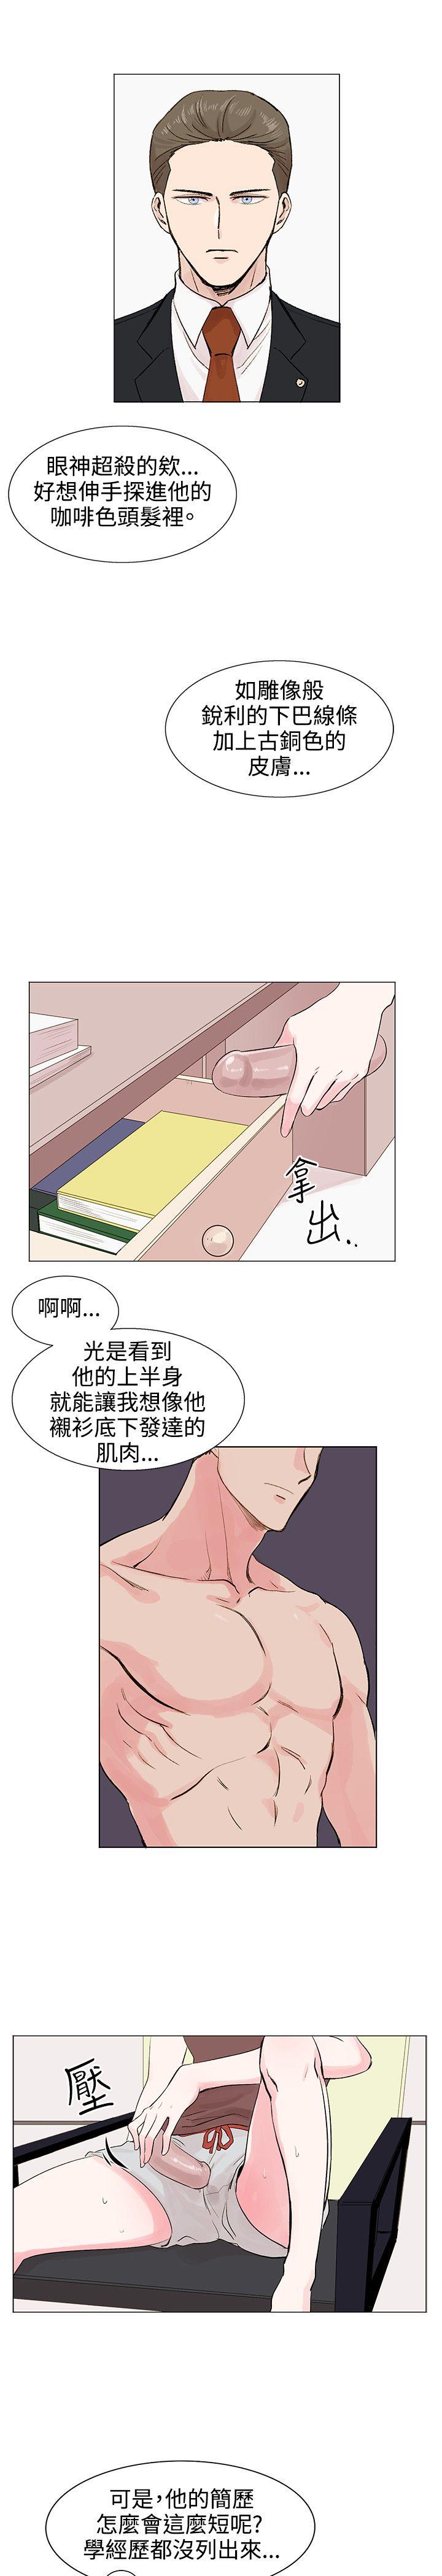 眼神超殺的欸...
好想伸手探進他的
咖啡色頭髮裡。
如雕像般
銳利的下巴線條
加上古銅色的
皮膚...
拿
出..
啊啊...
光是看到
他的上半身
就能讓我想像他
襯衫底下發達的
肌肉...
壓
可是,他的簡歷
怎麼會這麼短呢?
學經歷都沒列出來...